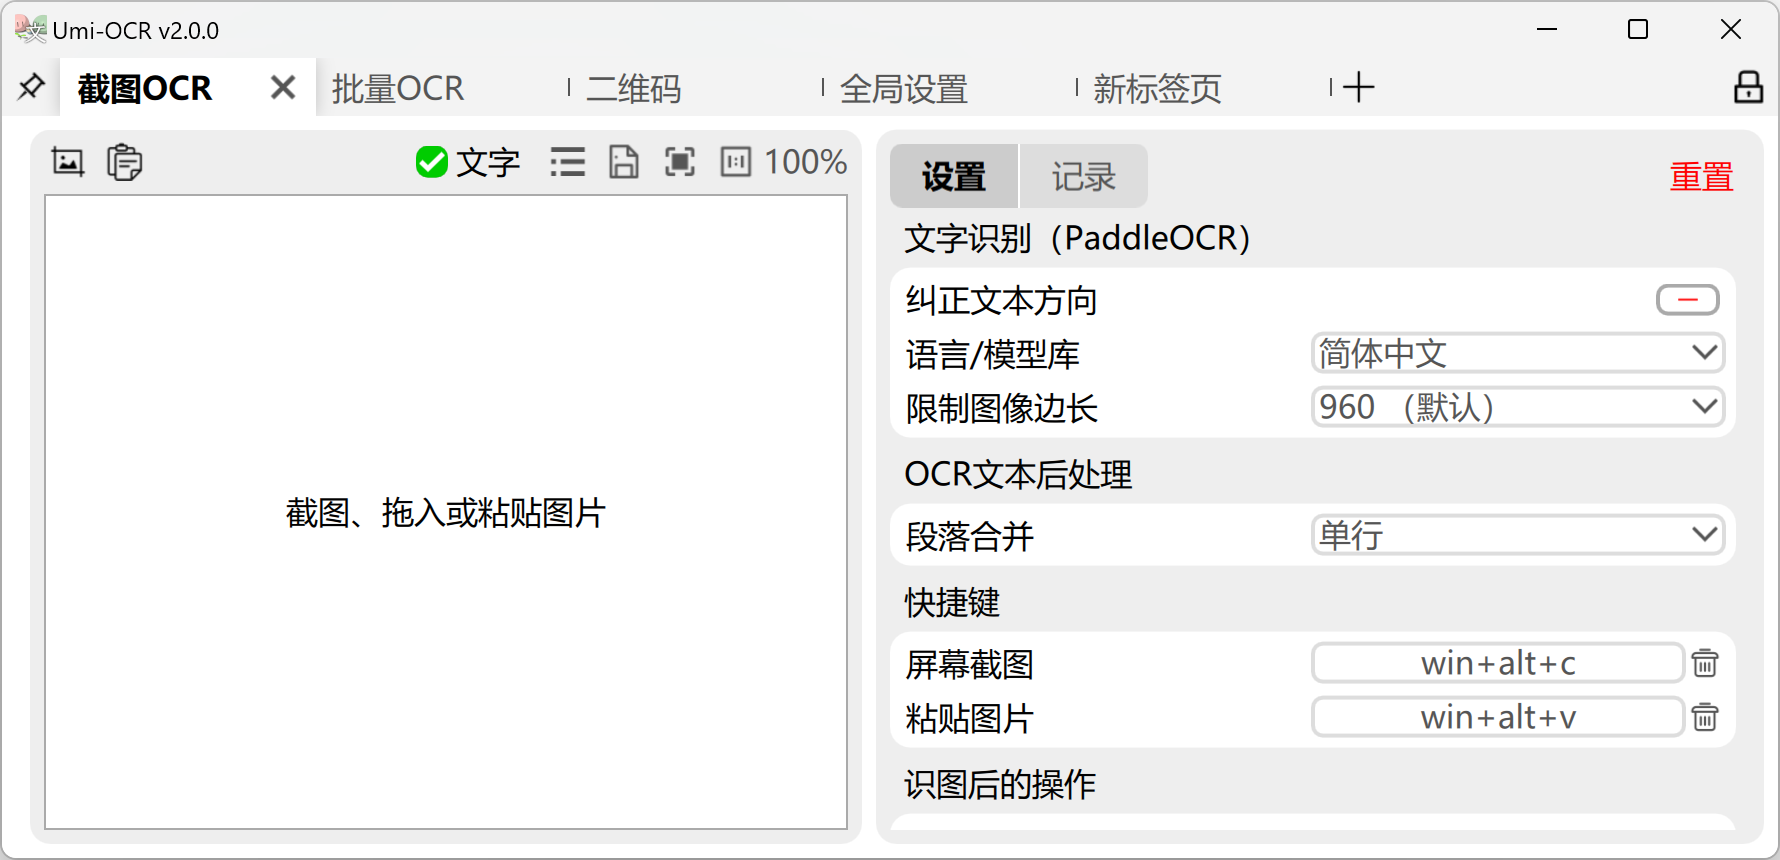 Umi-OCR v2.0.0
截图OCR 批量OCR 二维码 全局设置 新标签页
文字 100%
截图、拖入或粘贴图片
设置 记录 重置
文字识别（PaddleOCR）
纠正文本方向
语言/模型库 简体中文
限制图像边长 960 （默认）
OCR文本后处理
段落合并 单行
快捷键
屏幕截图 win+alt+c
粘贴图片 win+alt+v
识图后的操作